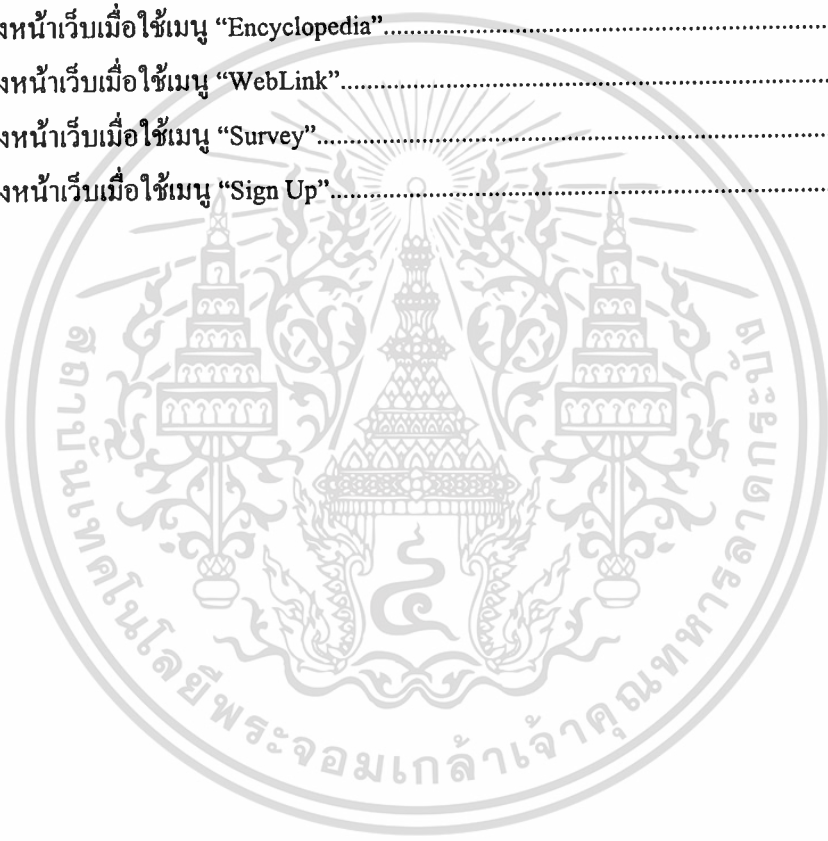 งหน้าเว็บเมื่อใช้เมนู “Encyclopedia”......................................................................
งหน้าเว็บเมื่อใช้เมนู “WebLink”..............................................................................
งหน้าเว็บเมื่อใช้เมนู “Survey”..................................................................................
งหน้าเว็บเมื่อใช้เมนู “Sign Up”................................................................................
สถาบันเทคโนโลยีพระจอมเกล้าเจ้าคุณทหารลาดกระบัง